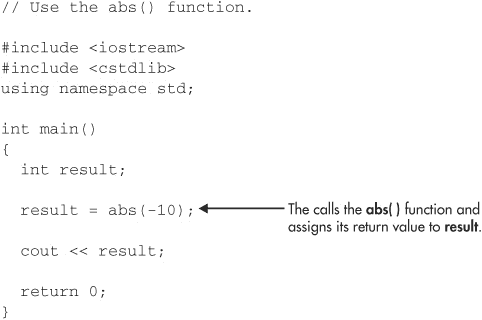 // Use the abs() function.
#include <iostream>
#include <cstdlib>
using namespace std;
int main()
{
int result;
result = abs(-10);
The calls the abs( ) function and
assigns its return value to result.
cout << result;
return 0;
}